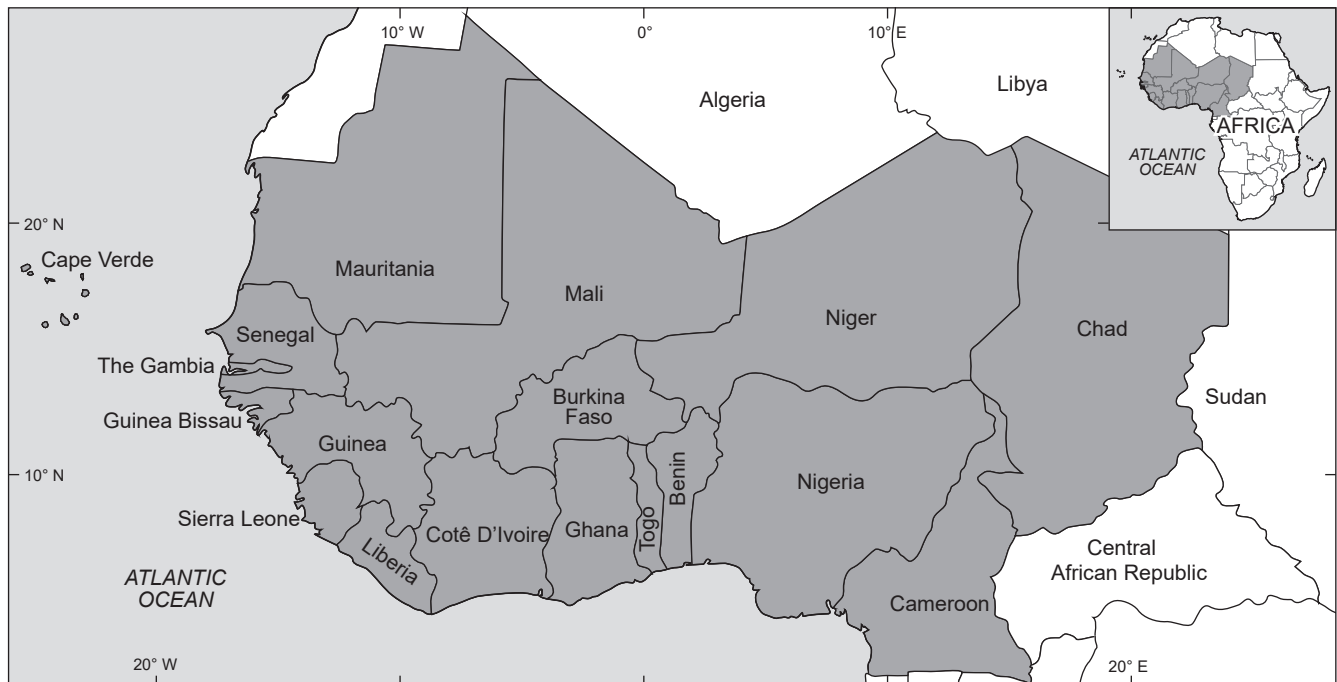 10° W
0°
10° E
Algeria
Libya
AFRICA
ATLANTIC
OCEAN
20° N
Cape Verde
Mauritania
Mali
Niger
Chad
Senegal
The Gambia
Guinea Bissau
Burkina
Faso
Sudan
Guinea
10° N
Benin
Nigeria
Sierra Leone
Liberia
Cotê D'Ivoire
Ghana
Togo
Central
African Republic
ATLANTIC
OCEAN
Cameroon
20° W
20° E